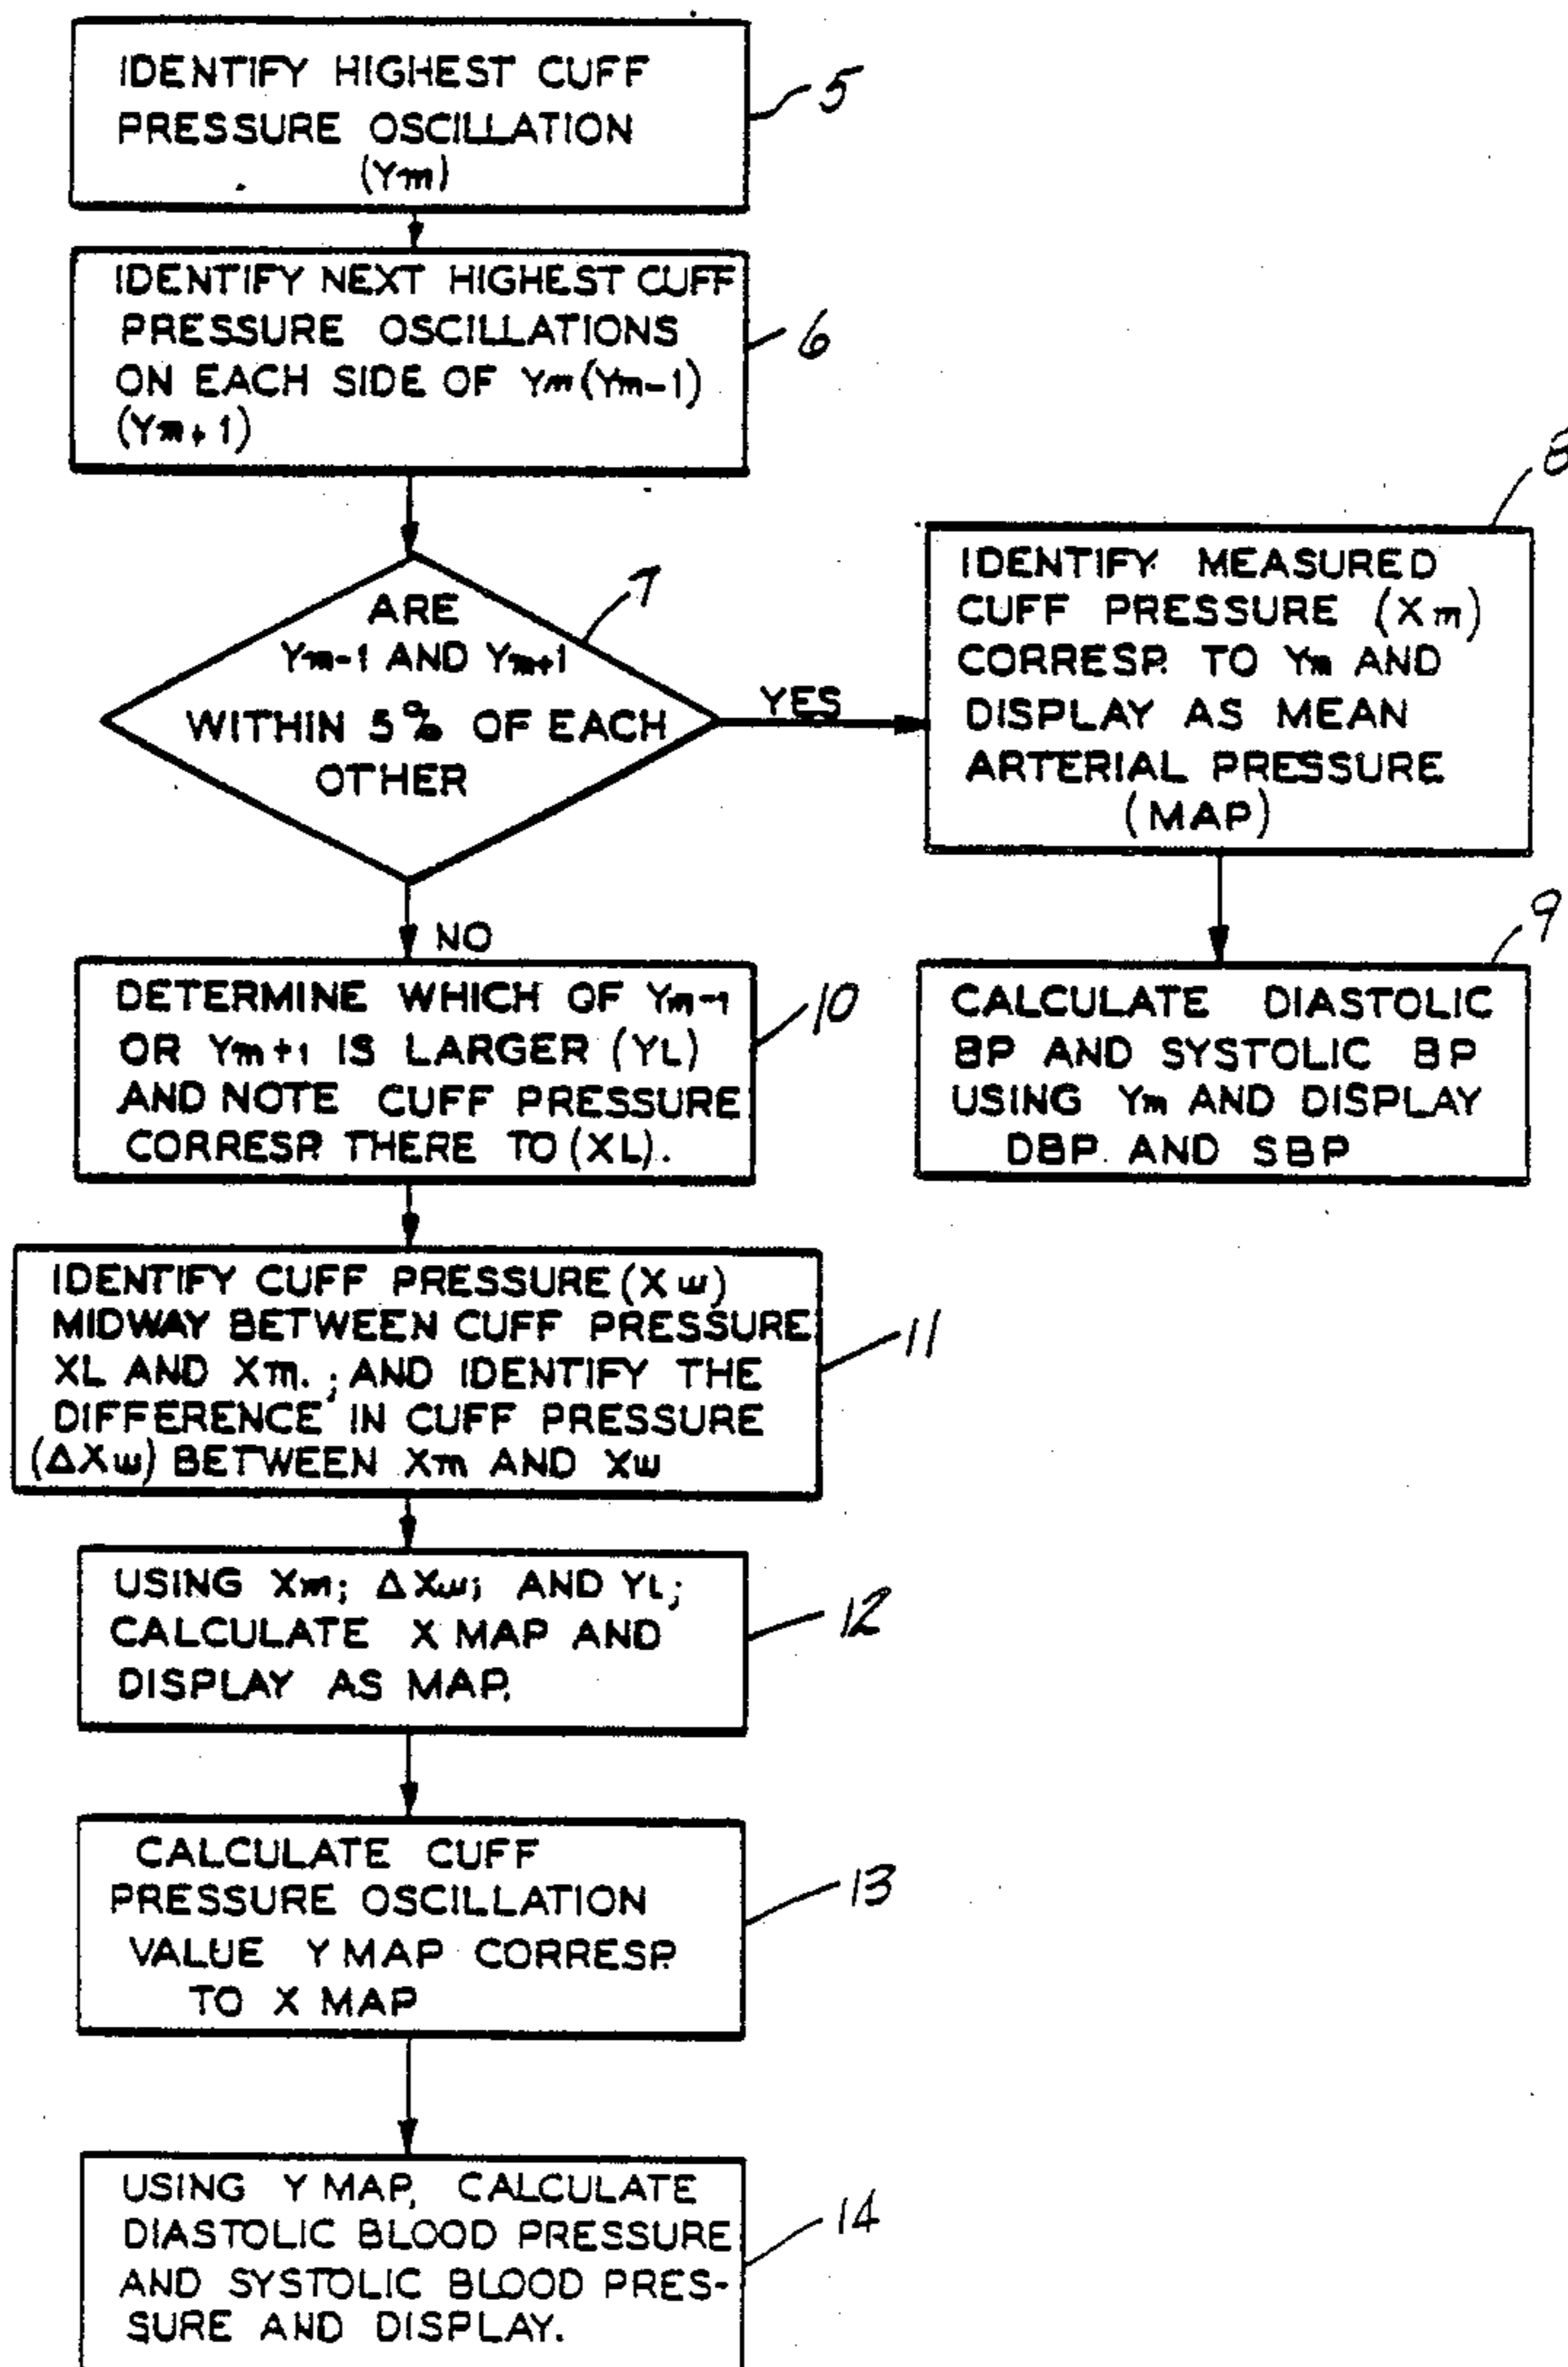 IDENTIFY HIGHEST CUFF
PRESSURE OSCILLATION
(Ym)
5
IDENTIFY NEXT HIGHEST CUFF
PRESSURE OSCILLATIONS
ON EACH SIDE OF Ym(Ym-1)
(Ym+1)
6
ARE
Ym-1 AND Ym+1
WITHIN 5% OF EACH
OTHER
7
YES
IDENTIFY MEASURED
CUFF PRESSURE (Xm)
CORRESP. TO Ym AND
DISPLAY AS MEAN
ARTERIAL PRESSURE
(MAP)
8
CALCULATE DIASTOLIC
BP AND SYSTOLIC BP
USING Ym AND DISPLAY
DBP. AND SBP
9
NO
DETERMINE WHICH OF Ym-1
OR Ym+1 IS LARGER (YL)
AND NOTE CUFF PRESSURE
CORRESP. THERE TO (XL).
10
IDENTIFY CUFF PRESSURE (Xw)
MIDWAY BETWEEN CUFF PRESSURE
XL AND Xm.; AND IDENTIFY THE
DIFFERENCE IN CUFF PRESSURE
(ΔXw) BETWEEN Xm AND Xw
11
USING Xm; ΔXw; AND YL;
CALCULATE X MAP AND
DISPLAY AS MAP.
12
CALCULATE CUFF
PRESSURE OSCILLATION
VALUE Y MAP CORRESP.
TO X MAP
13
USING Y MAP, CALCULATE
DIASTOLIC BLOOD PRESSURE
AND SYSTOLIC BLOOD PRES-
SURE AND DISPLAY.
14